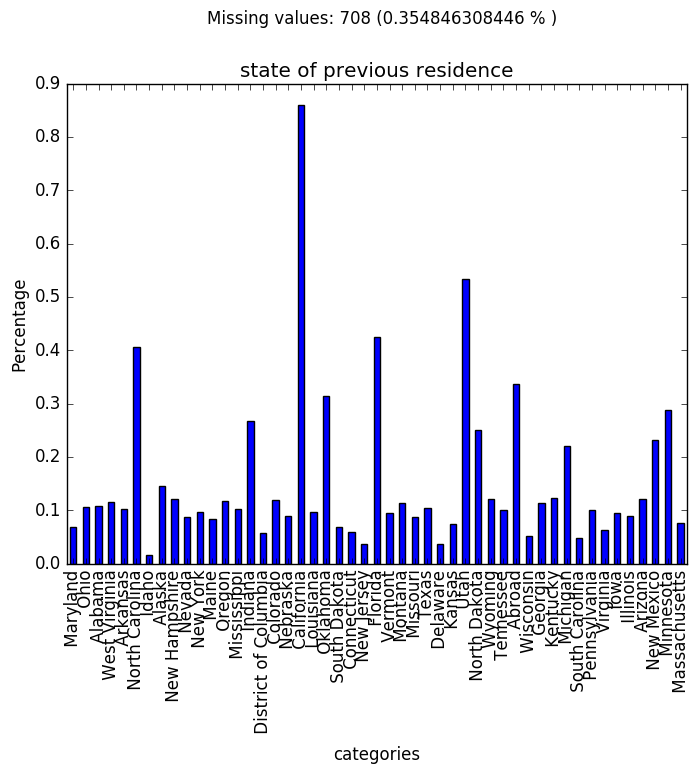 Missing values: 708 (0.354846308446 % )
state of previous residence
0.9
0.8
0.7
0.6
0.5
0.4
0.3
0.2
0.1
0.0
Percentage
Maryland
Ohio
Alabama
West Virginia
Arkansas
North Carolina
Idaho
Alaska
New Hampshire
Nevada
New York
Maine
Oregon
Mississippi
Indiana
District of Columbia
Colorado
Nebraska
California
Louisiana
Oklahoma
South Dakota
Connecticut
New Jersey
Florida
Vermont
Montana
Missouri
Texas
Delaware
Kansas
Utah
North Dakota
Wyoming
Tennessee
Abroad
Wisconsin
Georgia
Kentucky
Michigan
South Carolina
Pennsylvania
Virginia
Iowa
Illinois
Arizona
New Mexico
Minnesota
Massachusetts
categories